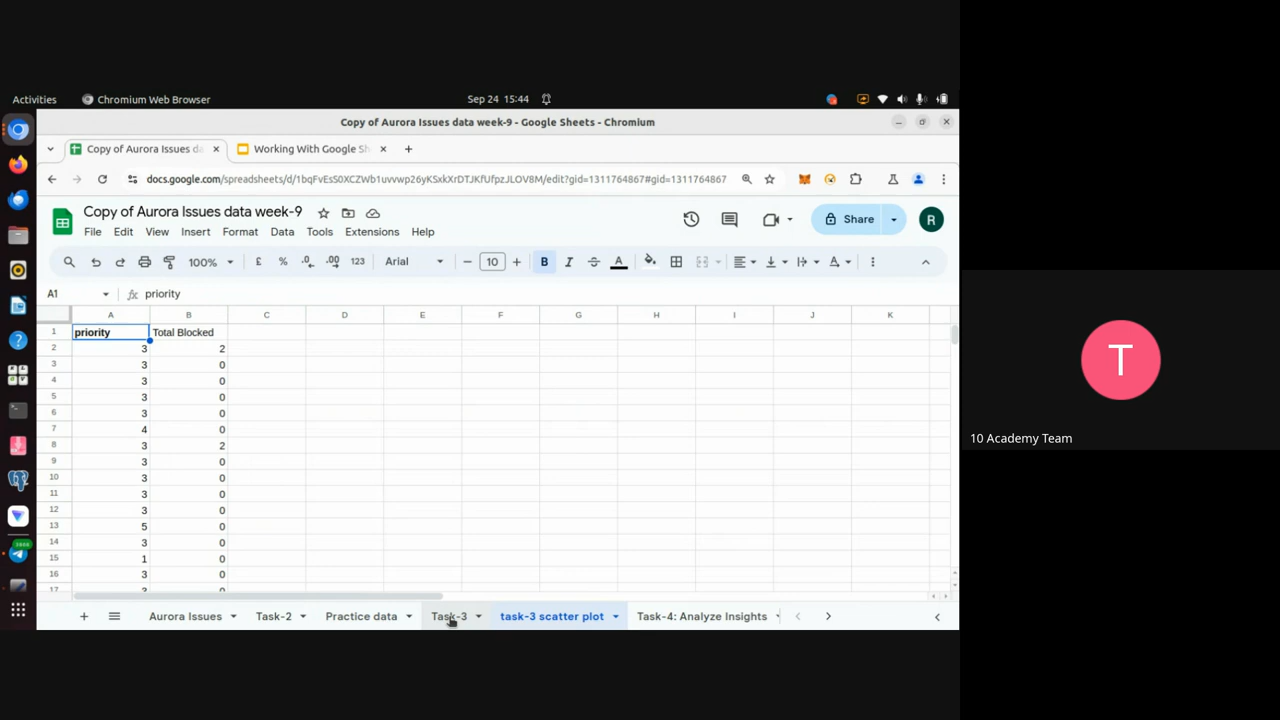 Activities
Chromium Web Browser
Sep 24 15:44
Copy of Aurora Issues data week-9 - Google Sheets - Chromium
Copy of Aurora Issues da
Working With Google Sh
docs.google.com/spreadsheets/d/1bqFvEsS0XCZWb1uvvwp26yKSxkXrDTJKfUfpzJLOV8M/edit?gid=1311764867#gid=1311764867
Copy of Aurora Issues data week-9
File Edit View Insert Format Data Tools Extensions Help
Share
R
100% £ % .0 .00 123 Arial 10 B I S A
A1 fx priority
A B C D E F G H I J K
1 priority Total Blocked
2 3 2
3 3 0
4 3 0
5 3 0
6 3 0
7 4 0
8 3 2
9 3 0
10 3 0
11 3 0
12 3 0
13 5 0
14 3 0
15 1 0
16 3 0
17
Aurora Issues Task-2 Practice data Task-3 task-3 scatter plot Task-4: Analyze Insights
T
10 Academy Team